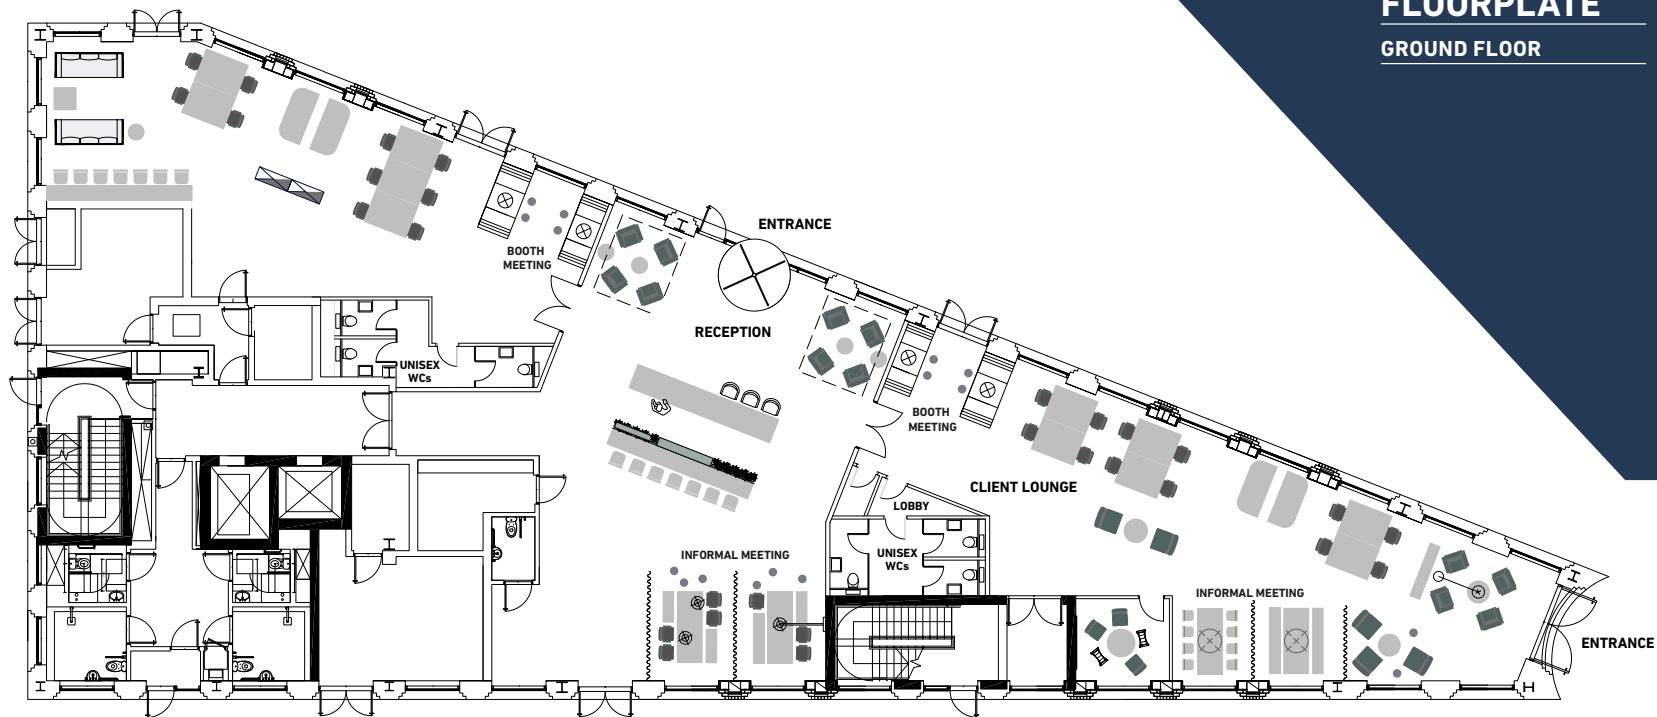 FLOORPLATE
GROUND FLOOR
ENTRANCE
BOOTH
MEETING
RECEPTION
UNISEX
WCs
BOOTH
MEETING
CLIENT LOUNGE
LOBBY
UNISEX
WCs
INFORMAL MEETING
INFORMAL MEETING
ENTRANCE